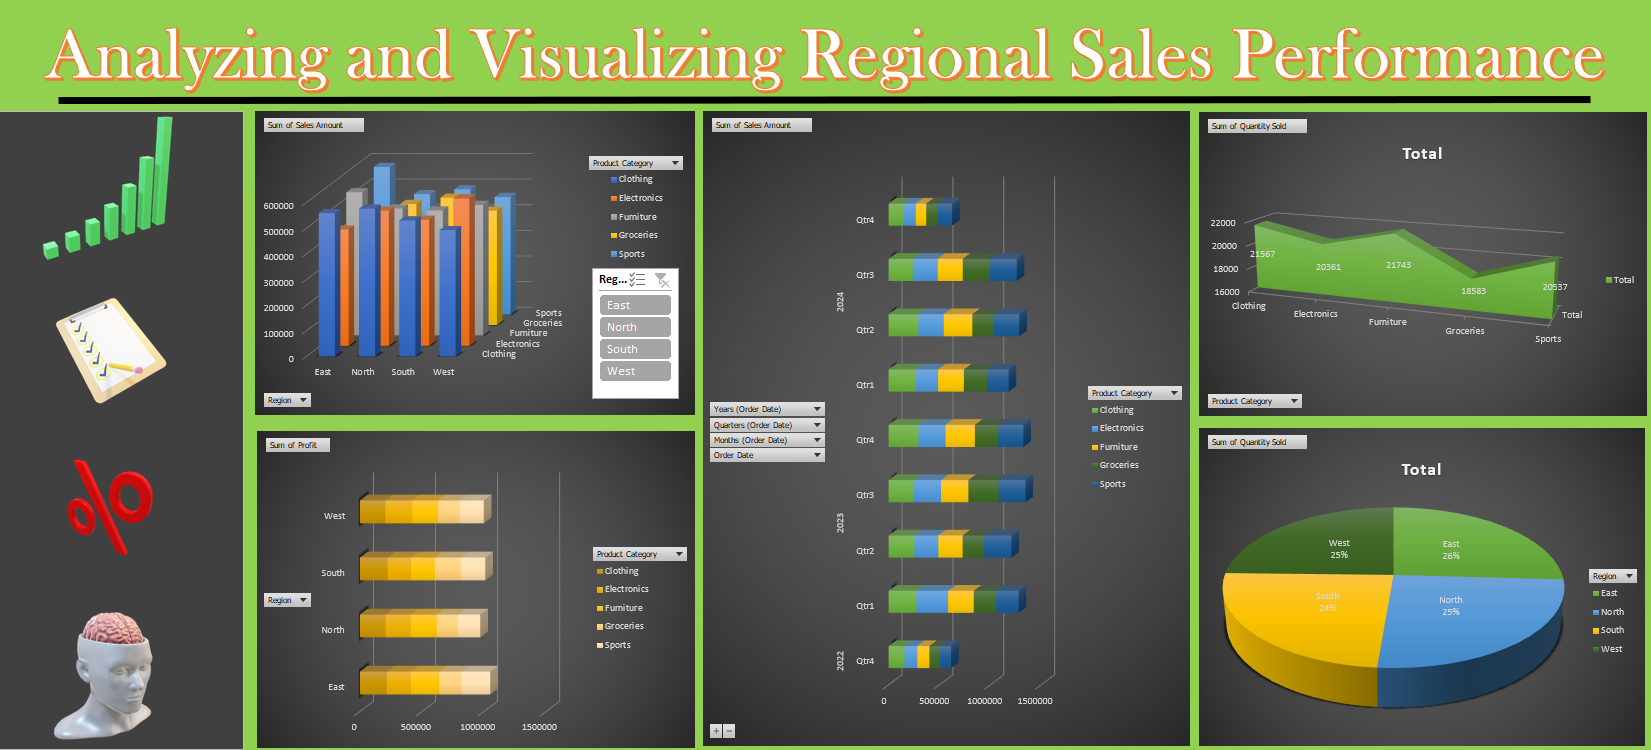 Analyzing and Visualizing Regional Sales Performance
Sum of Sales Amount
600000
500000
400000
300000
200000
100000
0
East
North
South
West
Sports
Groceries
Furniture
Electronics
Clothing
Product Category
Clothing
Electronics
Furniture
Groceries
Sports
Reg...
East
North
South
West
Region
Sum of Profit
West
South
North
East
0
500000
1000000
1500000
Region
Product Category
Clothing
Electronics
Furniture
Groceries
Sports
Sum of Sales Amount
Qtr4
Qtr3
Qtr2
Qtr1
2024
Qtr4
Qtr3
Qtr2
Qtr1
2023
Qtr4
2022
0
500000
1000000
1500000
Years (Order Date)
Quarters (Order Date)
Months (Order Date)
Order Date
Product Category
Clothing
Electronics
Furniture
Groceries
Sports
+ −
Sum of Quantity Sold
Total
22000
20000
18000
16000
21567
20361
21743
18583
20537
Clothing
Electronics
Furniture
Groceries
Sports
Total
Total
Product Category
Sum of Quantity Sold
Total
West
25%
East
26%
South
24%
North
25%
Region
East
North
South
West